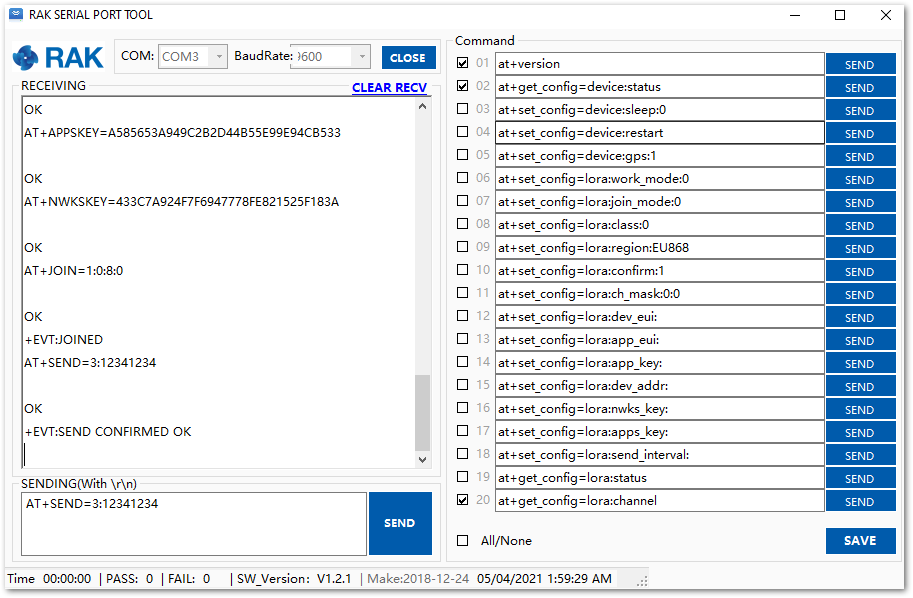 RAK SERIAL PORT TOOL
RAK
COM: COM3 BaudRate: 9600 CLOSE
RECEIVING CLEAR RECV
OK
AT+APPSKEY=A585653A949C2B2D44B55E99E94CB533
OK
AT+NWKSKEY=433C7A924F7F6947778FE821525F183A
OK
AT+JOIN=1:0:8:0
OK
+EVT:JOINED
AT+SEND=3:12341234
OK
+EVT:SEND CONFIRMED OK
SENDING(With \r\n)
AT+SEND=3:12341234
SEND
Command
01 at+version SEND
02 at+get_config=device:status SEND
03 at+set_config=device:sleep:0 SEND
04 at+set_config=device:restart SEND
05 at+set_config=device:gps:1 SEND
06 at+set_config=lora:work_mode:0 SEND
07 at+set_config=lora:join_mode:0 SEND
08 at+set_config=lora:class:0 SEND
09 at+set_config=lora:region:EU868 SEND
10 at+set_config=lora:confirm:1 SEND
11 at+set_config=lora:ch_mask:0:0 SEND
12 at+set_config=lora:dev_eui: SEND
13 at+set_config=lora:app_eui: SEND
14 at+set_config=lora:app_key: SEND
15 at+set_config=lora:dev_addr: SEND
16 at+set_config=lora:nwks_key: SEND
17 at+set_config=lora:apps_key: SEND
18 at+set_config=lora:send_interval: SEND
19 at+get_config=lora:status SEND
20 at+get_config=lora:channel SEND
All/None SAVE
Time 00:00:00 | PASS: 0 | FAIL: 0 | SW_Version: V1.2.1 | Make:2018-12-24 05/04/2021 1:59:29 AM